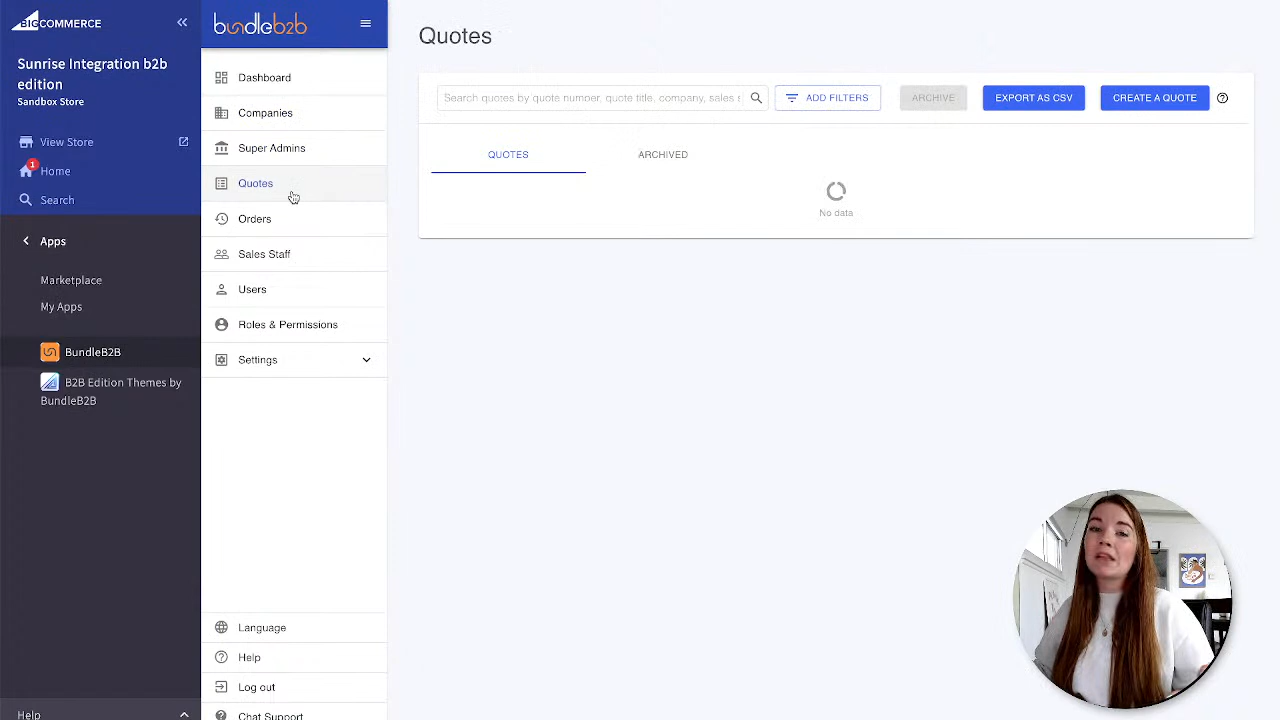 BIGCOMMERCE
Sunrise Integration b2b
edition
Sandbox Store
View Store
1
Home
Search
Apps
Marketplace
My Apps
BundleB2B
B2B Edition Themes by
BundleB2B
Help
bundleb2b
Dashboard
Companies
Super Admins
Quotes
Orders
Sales Staff
Users
Roles & Permissions
Settings
Language
Help
Log out
Chat Support
Quotes
Search quotes by quote number, quote title, company, sales s
ADD FILTERS
ARCHIVE
EXPORT AS CSV
CREATE A QUOTE
QUOTES
ARCHIVED
No data